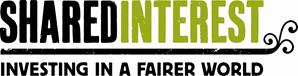 SHAREDINTEREST
INVESTING IN A FAIRER WORLD